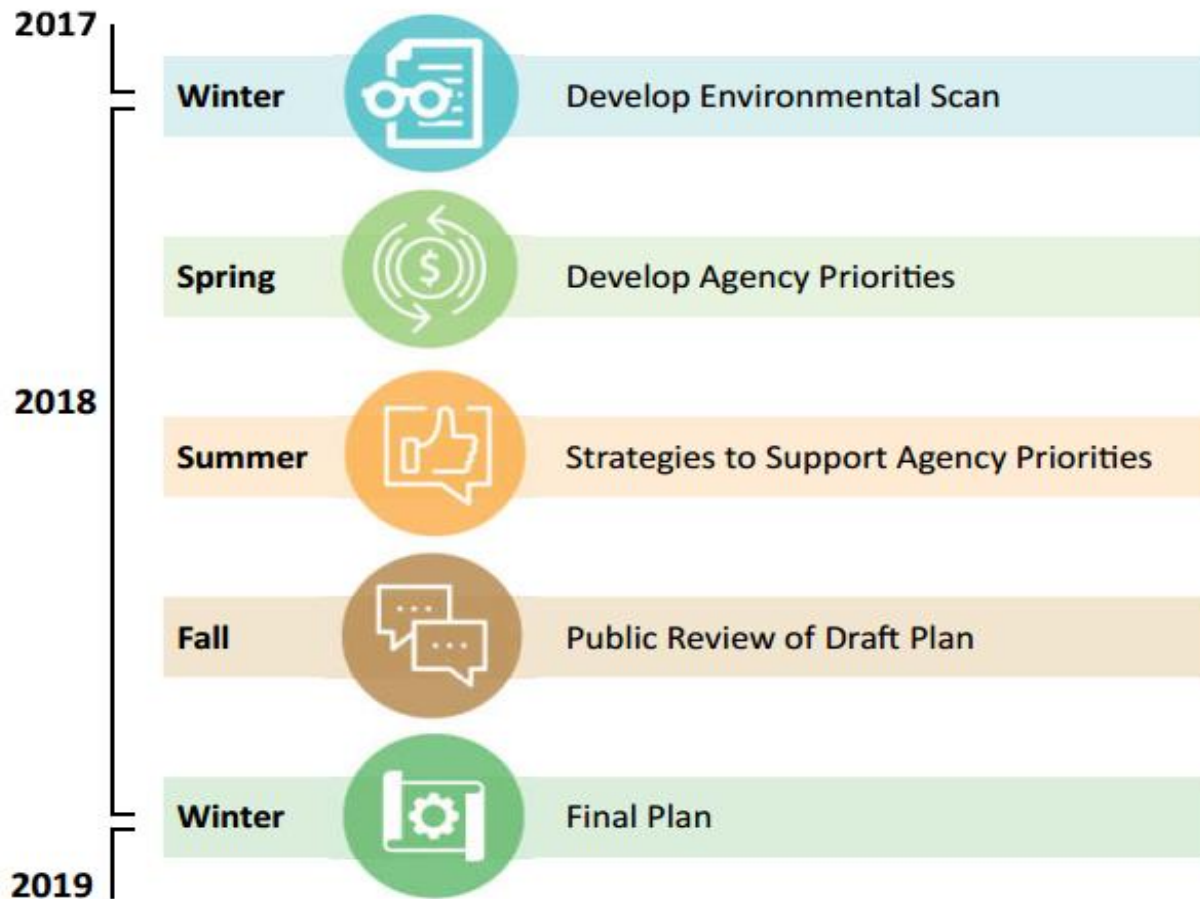 2017
Winter Develop Environmental Scan
Spring $ Develop Agency Priorities
2018
Summer Strategies to Support Agency Priorities
Fall Public Review of Draft Plan
Winter Final Plan
2019